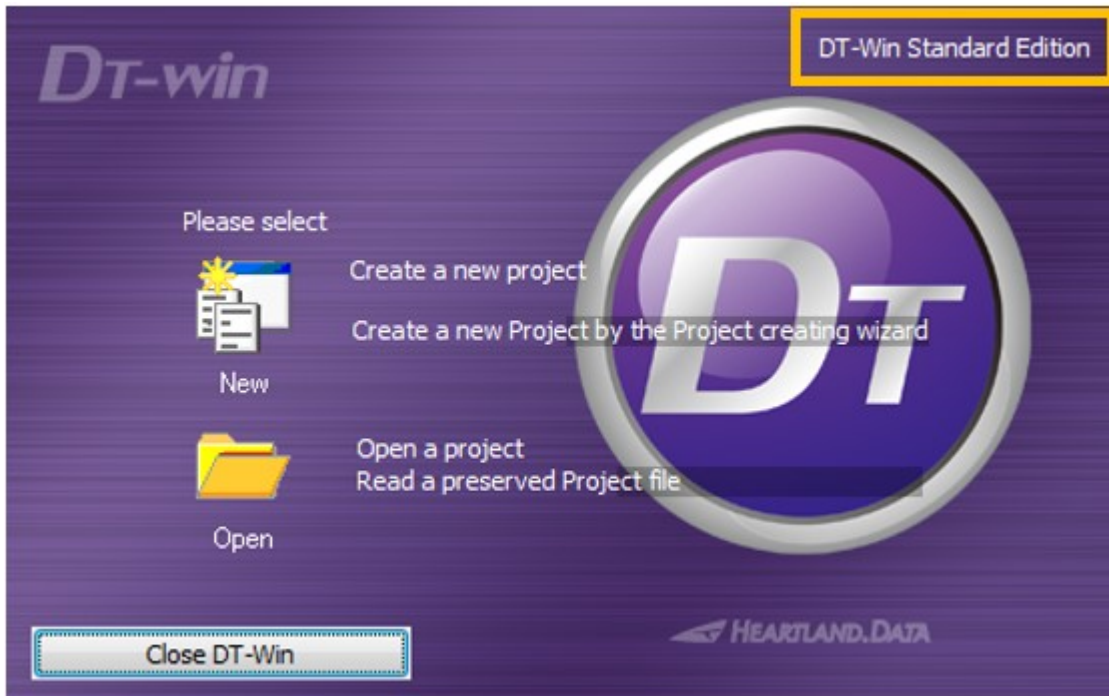 DT-win
DT-Win Standard Edition
Please select
Create a new project
Create a new Project by the Project creating wizard
New
Open a project
Read a preserved Project file
Open
DT
HEARTLAND.DATA
Close DT-Win